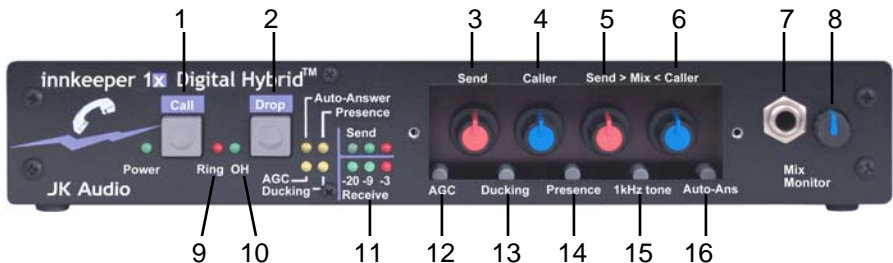 1 2 3 4 5 6 7 8
innkeeper 1x Digital Hybrid™
Call
Drop
Auto-Answer
Presence
Send
Power
Ring
OH
AGC
Ducking
-20 -9 -3
Receive
JK Audio
Send
Caller
Send > Mix < Caller
AGC
Ducking
Presence
1kHz tone
Auto-Ans
Mix
Monitor
9 10 11 12 13 14 15 16